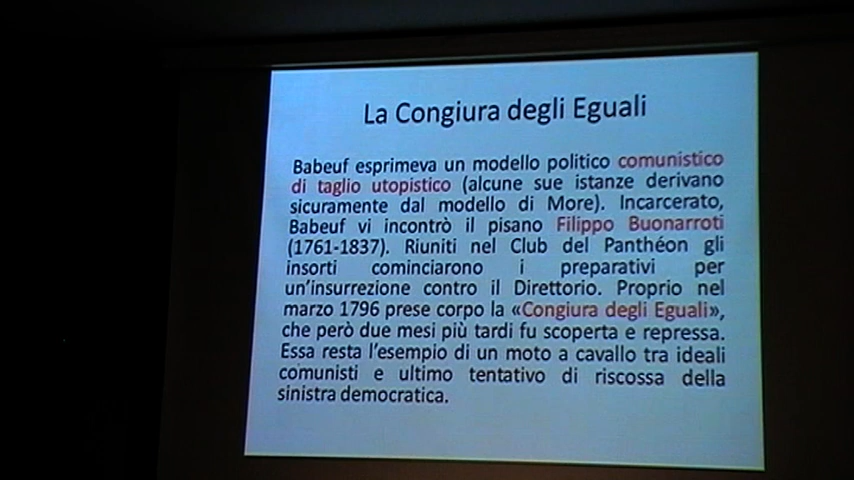 La Congiura degli Eguali
Babeuf esprimeva un modello politico comunistico
di taglio utopistico (alcune sue istanze derivano
sicuramente dal modello di More). Incarcerato,
Babeuf vi incontrò il pisano Filippo Buonarroti
(1761-1837). Riuniti nel Club del Panthéon gli
insorti cominciarono i preparativi per
un'insurrezione contro il Direttorio. Proprio nel
marzo 1796 prese corpo la «Congiura degli Eguali»,
che però due mesi più tardi fu scoperta e repressa.
Essa resta l'esempio di un moto a cavallo tra ideali
comunisti e ultimo tentativo di riscossa della
sinistra democratica.